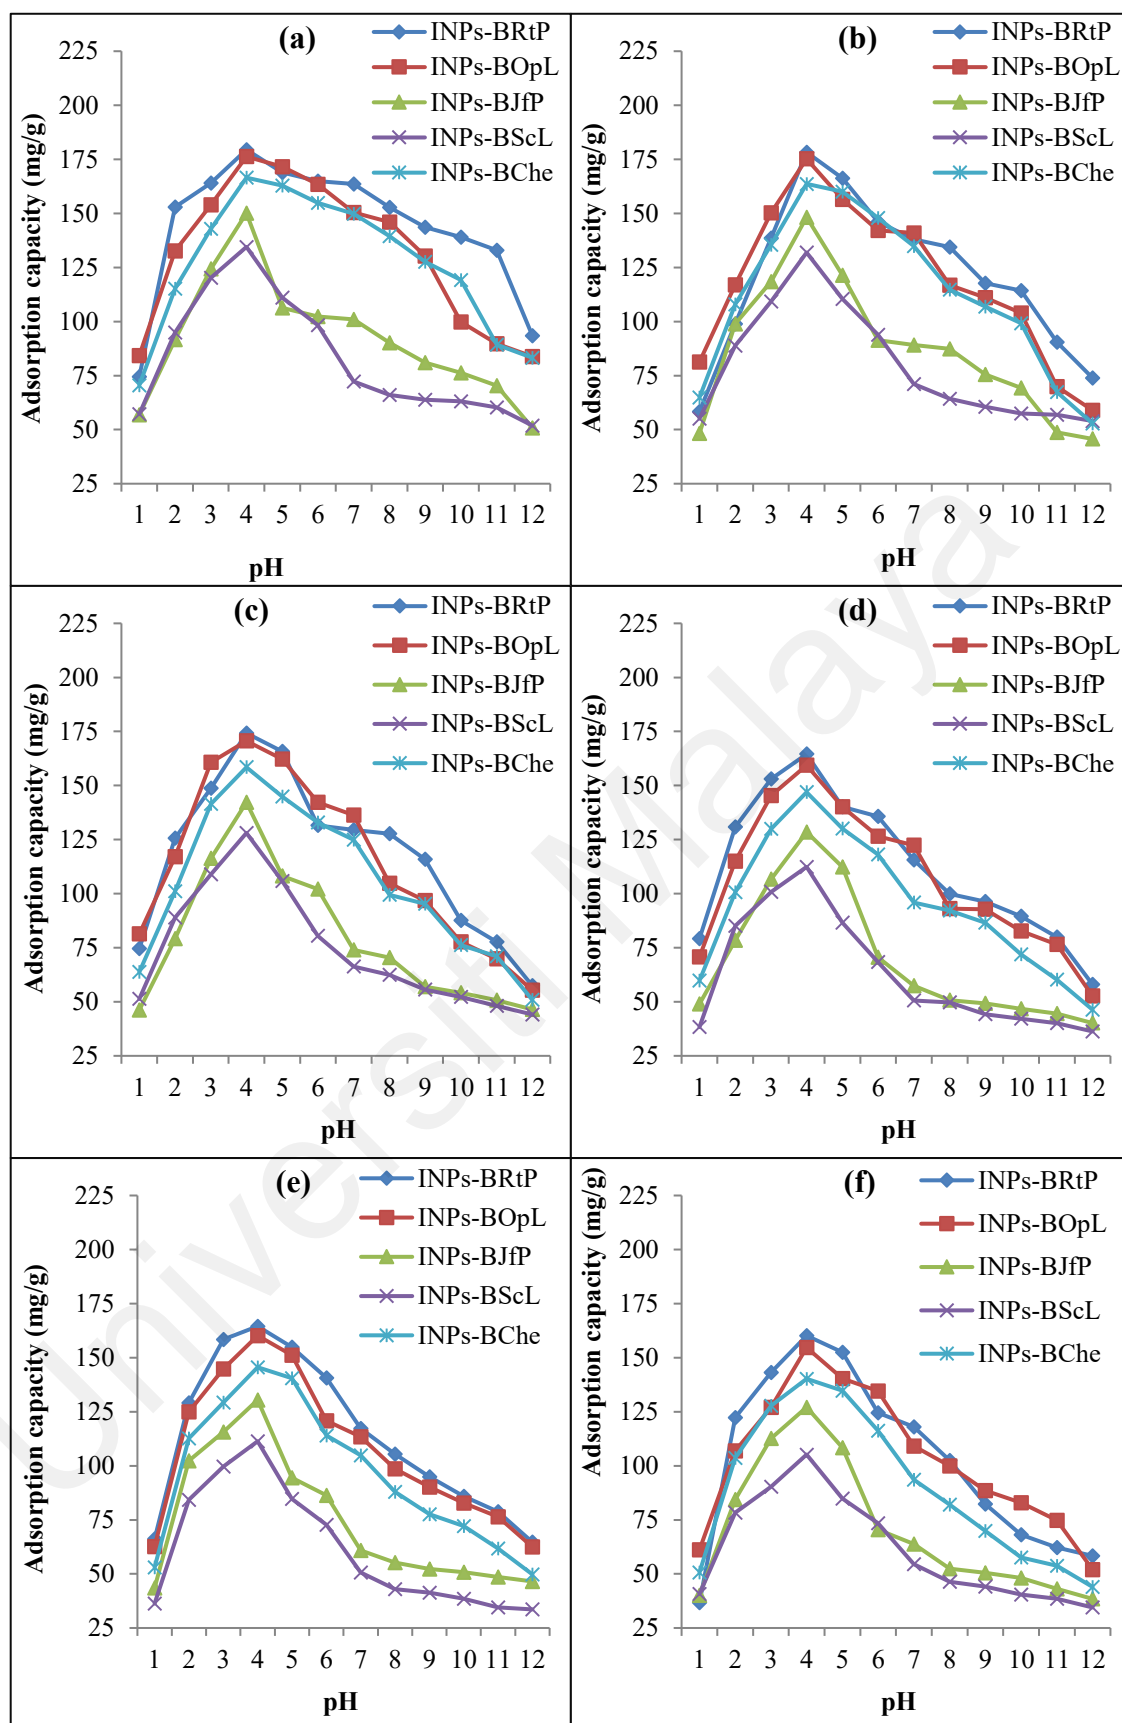 (a)
INPs-BRtP
INPs-BOpL
INPs-BJfP
INPs-BScL
INPs-BChe
Adsorption capacity (mg/g)
225
200
175
150
125
100
75
50
25
1 2 3 4 5 6 7 8 9 10 11 12
pH
(b)
INPs-BRtP
INPs-BOpL
INPs-BJfP
INPs-BScL
INPs-BChe
Adsorption capacity (mg/g)
225
200
175
150
125
100
75
50
25
1 2 3 4 5 6 7 8 9 10 11 12
pH
(c)
INPs-BRtP
INPs-BOpL
INPs-BJfP
INPs-BScL
INPs-BChe
Adsorption capacity (mg/g)
225
200
175
150
125
100
75
50
25
1 2 3 4 5 6 7 8 9 10 11 12
pH
(d)
INPs-BRtP
INPs-BOpL
INPs-BJfP
INPs-BScL
INPs-BChe
Adsorption capacity (mg/g)
225
200
175
150
125
100
75
50
25
1 2 3 4 5 6 7 8 9 10 11 12
pH
(e)
INPs-BRtP
INPs-BOpL
INPs-BJfP
INPs-BScL
INPs-BChe
Adsorption capacity (mg/g)
225
200
175
150
125
100
75
50
25
1 2 3 4 5 6 7 8 9 10 11 12
pH
(f)
INPs-BRtP
INPs-BOpL
INPs-BJfP
INPs-BScL
INPs-BChe
Adsorption capacity (mg/g)
225
200
175
150
125
100
75
50
25
1 2 3 4 5 6 7 8 9 10 11 12
pH
Universiti Malaya